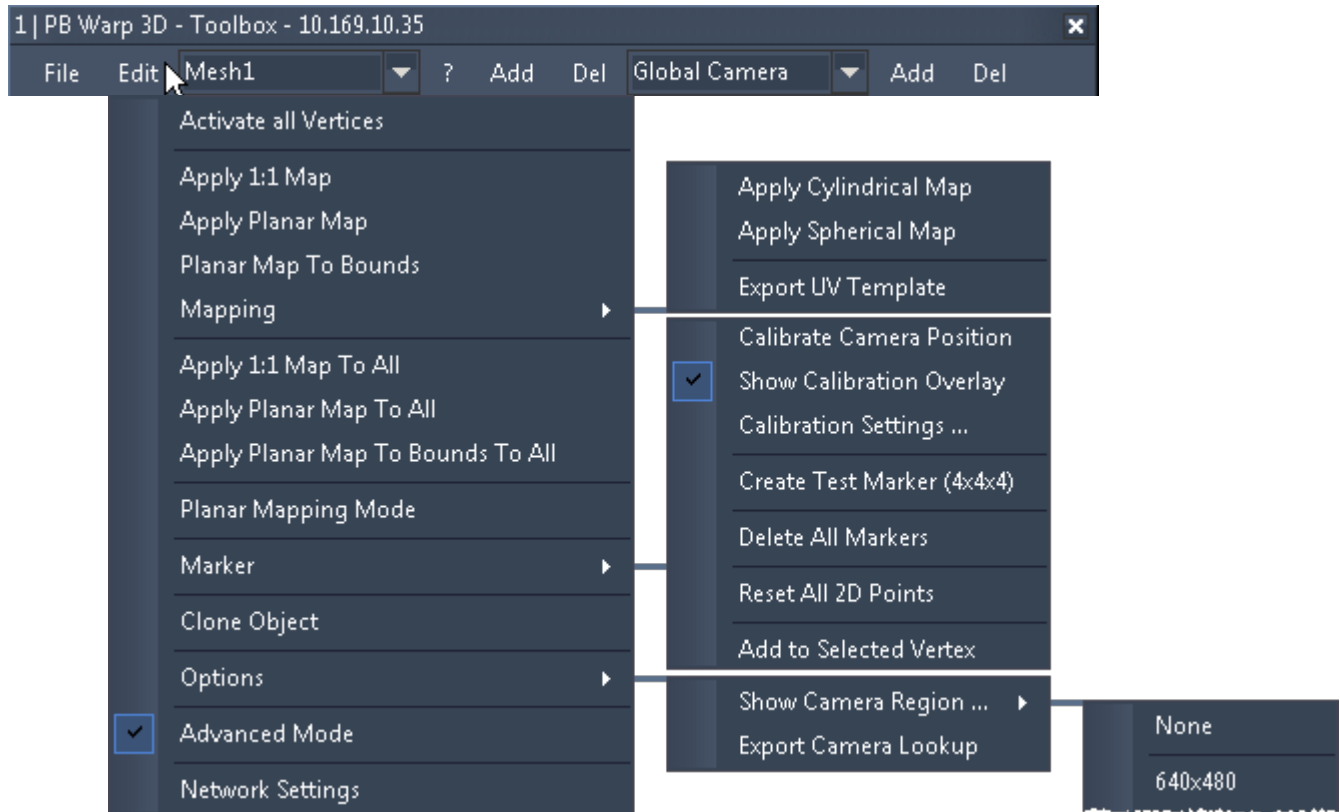 1 | PB Warp 3D - Toolbox - 10.169.10.35
File Edit Mesh1 ? Add Del Global Camera Add Del
Activate all Vertices
Apply 1:1 Map
Apply Planar Map
Planar Map To Bounds
Mapping
Apply 1:1 Map To All
Apply Planar Map To All
Apply Planar Map To Bounds To All
Planar Mapping Mode
Marker
Clone Object
Options
Advanced Mode
Network Settings
Apply Cylindrical Map
Apply Spherical Map
Export UV Template
Calibrate Camera Position
Show Calibration Overlay
Calibration Settings ...
Create Test Marker (4x4x4)
Delete All Markers
Reset All 2D Points
Add to Selected Vertex
Show Camera Region ...
Export Camera Lookup
None
640x480